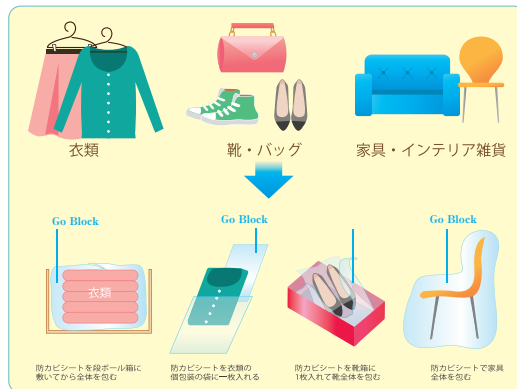 衣類
靴・バッグ
家具・インテリア雑貨
Go Block
Go Block
Go Block
衣類
防カビシートを段ボール箱に
敷いてから全体を包む
防カビシートを衣類の
個包装の袋に一枚入れる
防カビシートを靴箱に
1枚入れて靴全体を包む
防カビシートで家具
全体を包む